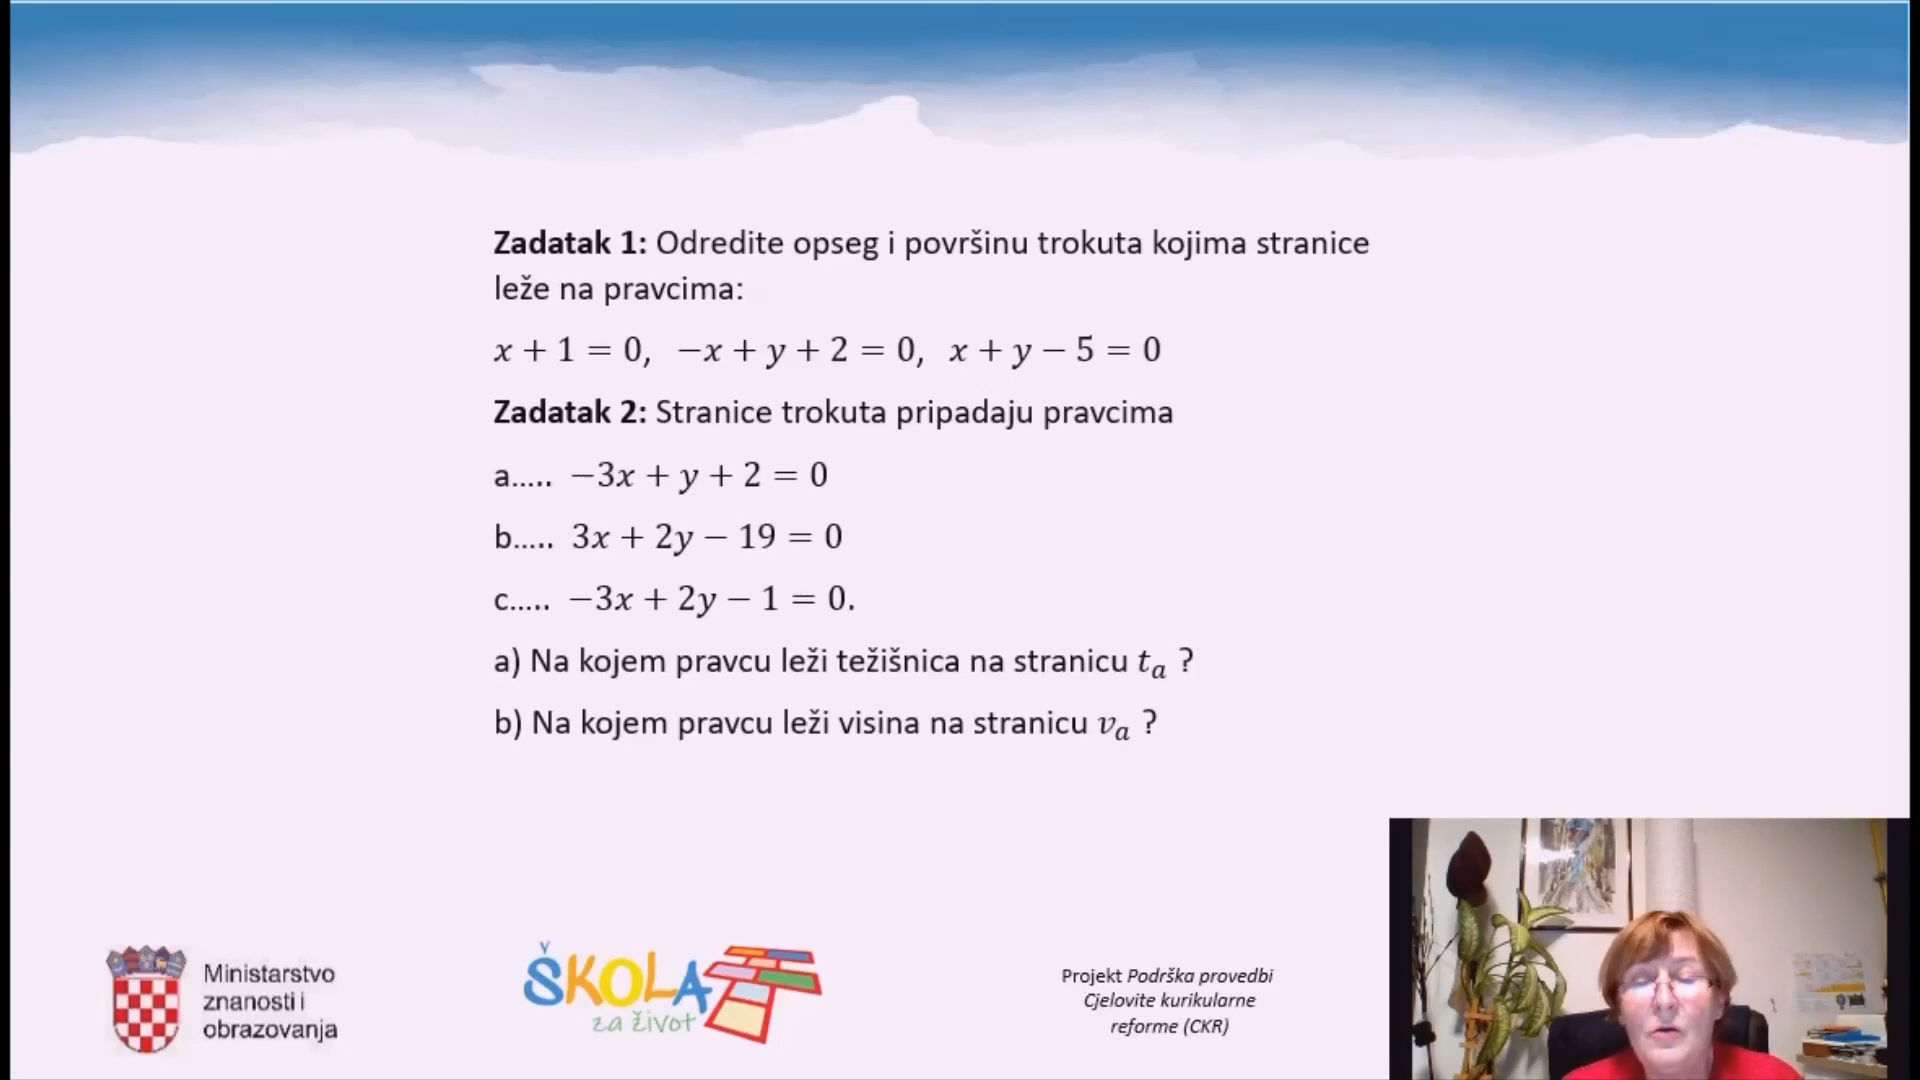 Zadatak 1: Odredite opseg i površinu trokuta kojima stranice
leže na pravcima:
x + 1 = 0, −x + y + 2 = 0, x + y − 5 = 0
Zadatak 2: Stranice trokuta pripadaju pravcima
a..... −3x + y + 2 = 0
b..... 3x + 2y − 19 = 0
c..... −3x + 2y − 1 = 0.
a) Na kojem pravcu leži težišnica na stranicu tₐ ?
b) Na kojem pravcu leži visina na stranicu vₐ ?
Ministarstvo
znanosti i
obrazovanja
ŠKOLA
za život
Projekt Podrška provedbi
Cjelovite kurikularne
reforme (CKR)